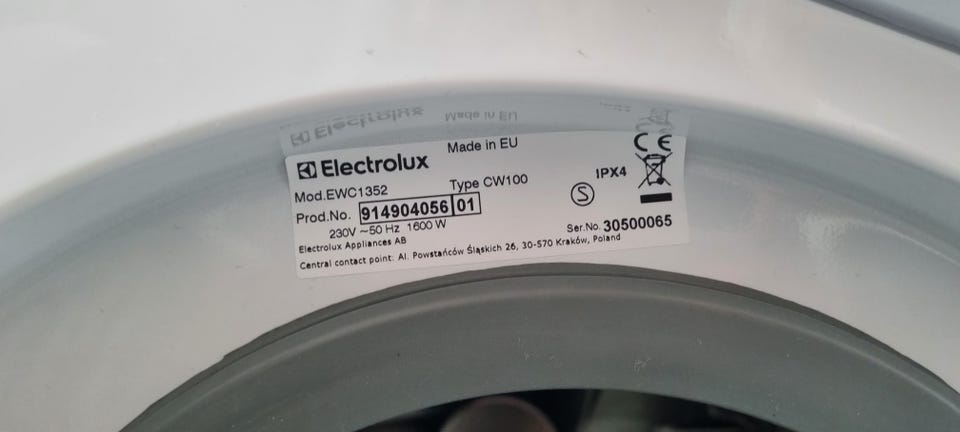 Electrolux
Made in EU
Mod.EWC1352
Type CW100
Prod.No. 914904056 01
230V ~50 Hz 1600 W
Electrolux Appliances AB
Central contact point: Al. Powstańców Śląskich 26, 30-570 Kraków, Poland
CE
IPX4
S
Ser.No. 30500065